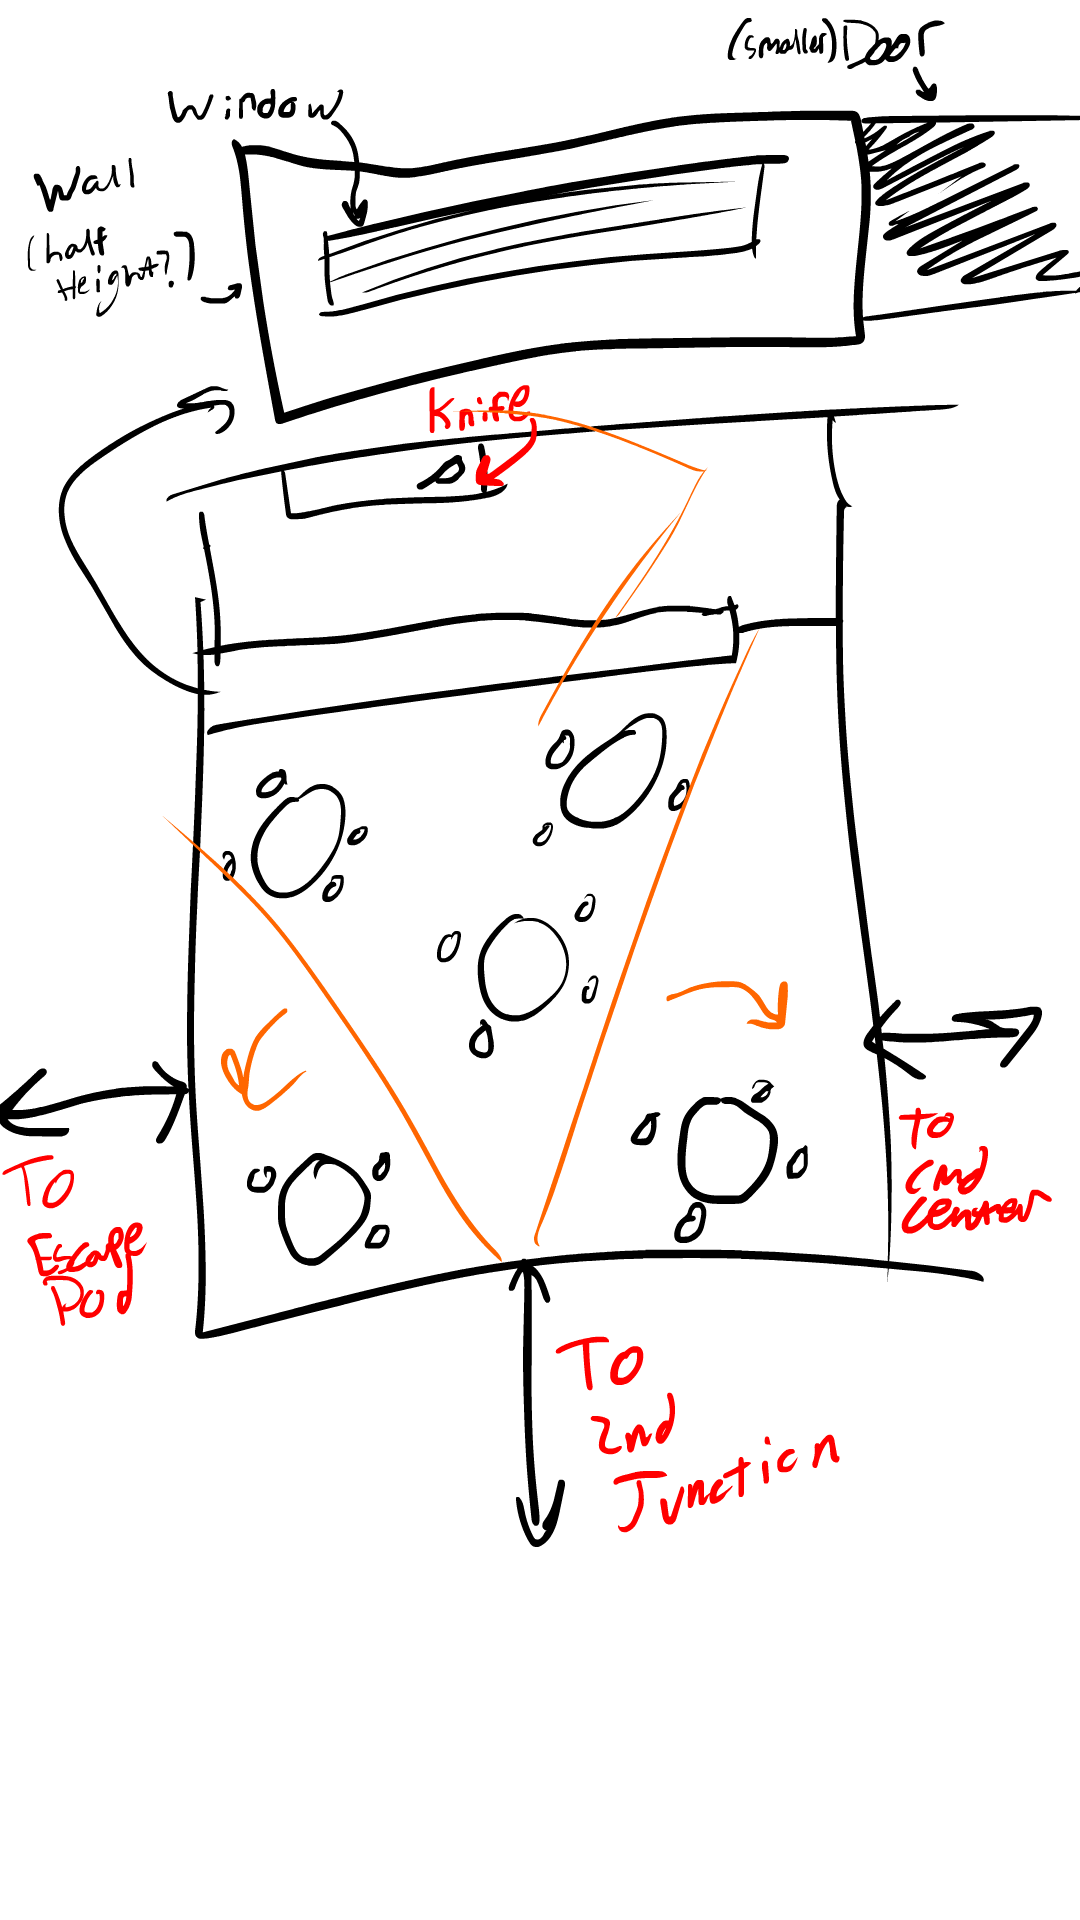 (smaller) Door
Window
Wall
(half
Height?)
Knife
To
Escape
Pod
To
cmd
center
To
2nd
Junction